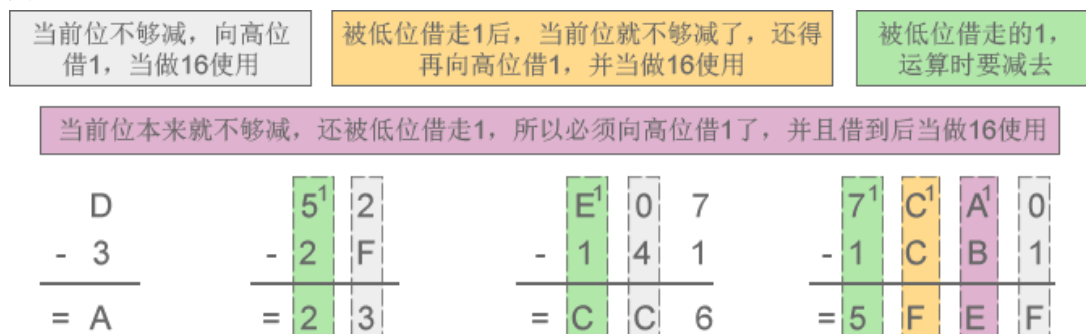 当前位不够减，向高位
借1，当做16使用
被低位借走1后，当前位就不够减了，还得
再向高位借1，并当做16使用
被低位借走的1，
运算时要减去
当前位本来就不够减，还被低位借走1，所以必须向高位借1了，并且借到后当做16使用
D
- 3
= A
5¹ 2
- 2 F
= 2 3
E¹ 0 7
- 1 4 1
= C C 6
7¹ C¹ A¹ 0
- 1 C B 1
= 5 F E F